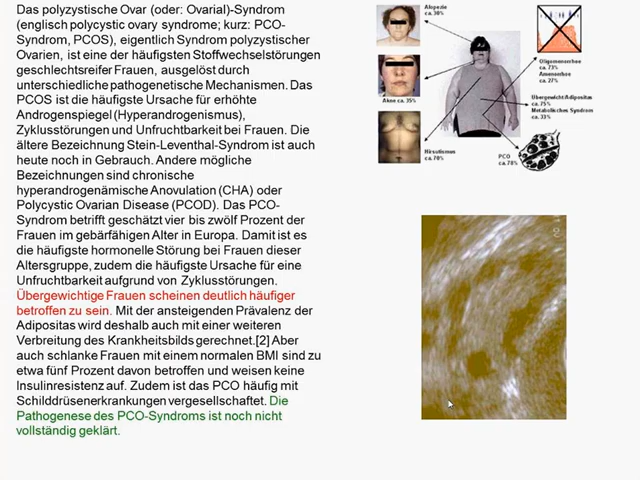 Das polyzystische Ovar (oder: Ovarial)-Syndrom
(englisch polycystic ovary syndrome; kurz: PCO-
Syndrom, PCOS), eigentlich Syndrom polyzystischer
Ovarien, ist eine der häufigsten Stoffwechselstörungen
geschlechtsreifer Frauen, ausgelöst durch
unterschiedliche pathogenetische Mechanismen. Das
PCOS ist die häufigste Ursache für erhöhte
Androgenspiegel (Hyperandrogenismus),
Zyklusstörungen und Unfruchtbarkeit bei Frauen. Die
ältere Bezeichnung Stein-Leventhal-Syndrom ist auch
heute noch in Gebrauch. Andere mögliche
Bezeichnungen sind chronische
hyperandrogenämische Anovulation (CHA) oder
Polycystic Ovarian Disease (PCOD). Das PCO-
Syndrom betrifft geschätzt vier bis zwölf Prozent der
Frauen im gebärfähigen Alter in Europa. Damit ist es
die häufigste hormonelle Störung bei Frauen dieser
Altersgruppe, zudem die häufigste Ursache für eine
Unfruchtbarkeit aufgrund von Zyklusstörungen.
Übergewichtige Frauen scheinen deutlich häufiger
betroffen zu sein. Mit der ansteigenden Prävalenz der
Adipositas wird deshalb auch mit einer weiteren
Verbreitung des Krankheitsbilds gerechnet.[2] Aber
auch schlanke Frauen mit einem normalen BMI sind zu
etwa fünf Prozent davon betroffen und weisen keine
Insulinresistenz auf. Zudem ist das PCO häufig mit
Schilddrüsenerkrankungen vergesellschaftet. Die
Pathogenese des PCO-Syndroms ist noch nicht
vollständig geklärt.
Alopezie
ca. 30%
Akne ca. 35%
Hirsutismus
ca. 70%
Oligomenorrhoe
ca. 73%
Amenorrhoe
ca. 27%
Übergewicht/Adipositas
ca. 75%
Metabolisches Syndrom
ca. 33%
PCO
ca. 78%